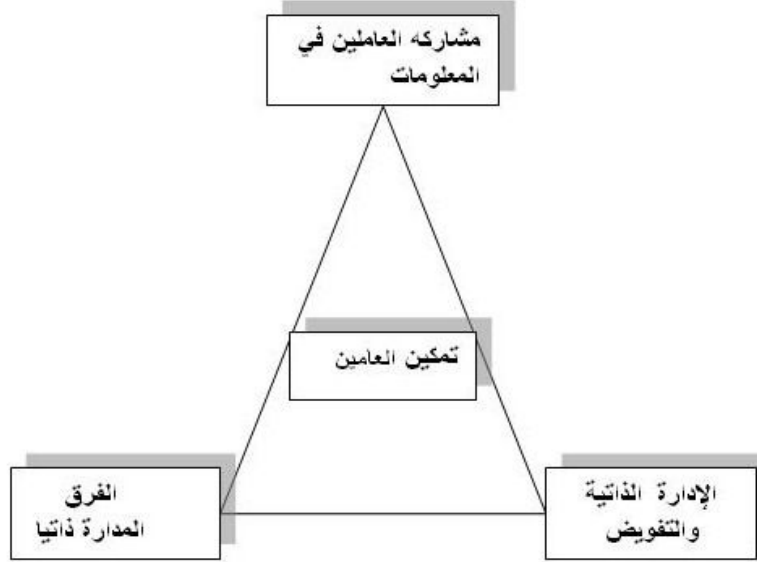 مشاركه العاملين في
المعلومات
تمكين العامين
الإدارة الذاتية
والتفويض
الفرق
المدارة ذاتيا